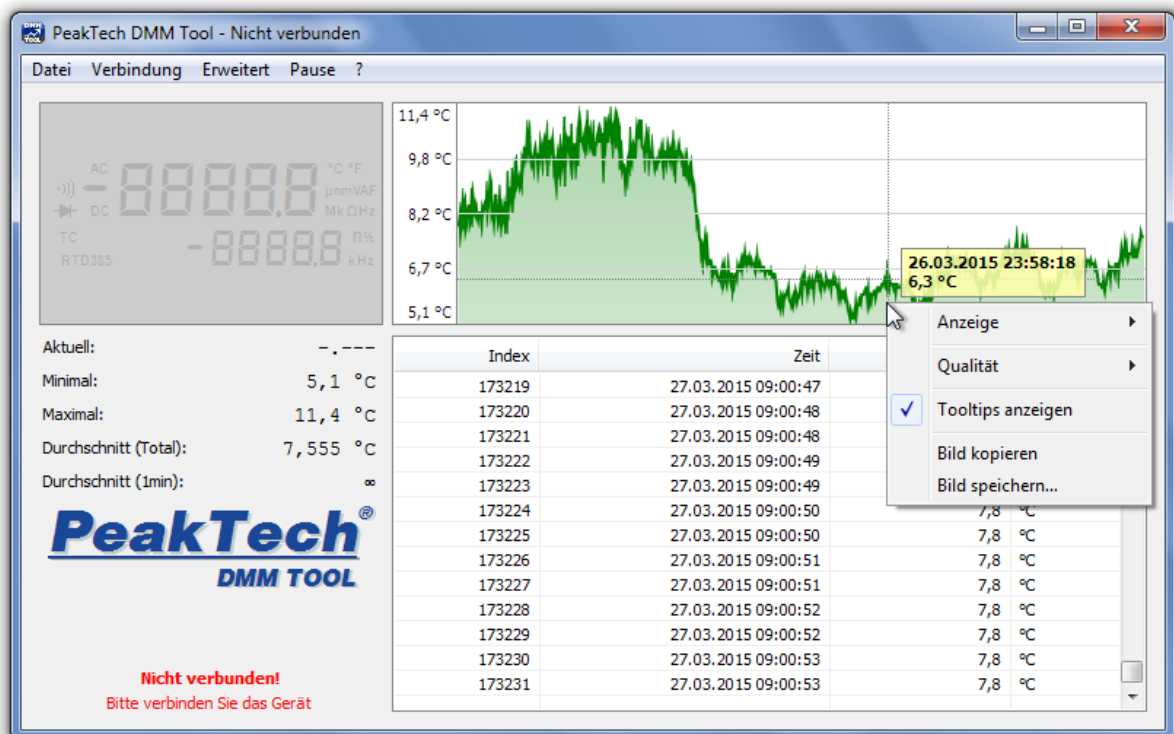 PeakTech DMM Tool - Nicht verbunden
Datei Verbindung Erweitert Pause ?
AC °C °F
-88888 µnmVAF
DC MkΩHz
TC -88888 Π%
RTD385 kHz
11,4 °C
9,8 °C
8,2 °C
6,7 °C
5,1 °C
26.03.2015 23:58:18
6,3 °C
Anzeige
Qualität
Tooltips anzeigen
Bild kopieren
Bild speichern...
Aktuell: -.---
Minimal: 5,1 °C
Maximal: 11,4 °C
Durchschnitt (Total): 7,555 °C
Durchschnitt (1min): ∞
PeakTech®
DMM TOOL
Nicht verbunden!
Bitte verbinden Sie das Gerät
Index Zeit
173219 27.03.2015 09:00:47
173220 27.03.2015 09:00:48
173221 27.03.2015 09:00:48
173222 27.03.2015 09:00:49
173223 27.03.2015 09:00:49
173224 27.03.2015 09:00:50 7,8 °C
173225 27.03.2015 09:00:50 7,8 °C
173226 27.03.2015 09:00:51 7,8 °C
173227 27.03.2015 09:00:51 7,8 °C
173228 27.03.2015 09:00:52 7,8 °C
173229 27.03.2015 09:00:52 7,8 °C
173230 27.03.2015 09:00:53 7,8 °C
173231 27.03.2015 09:00:53 7,8 °C